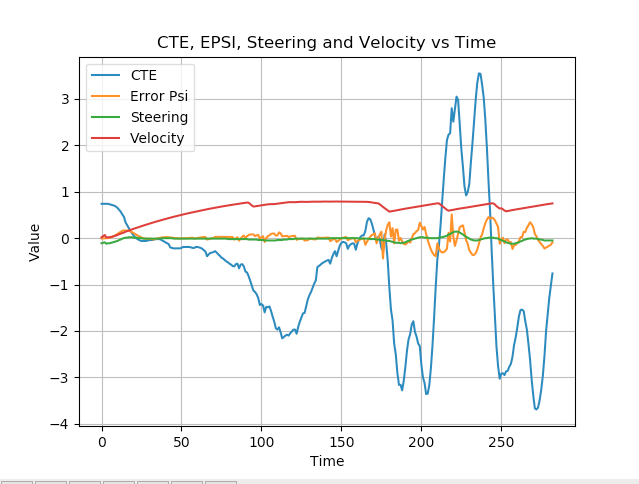 CTE, EPSI, Steering and Velocity vs Time
CTE
Error Psi
Steering
Velocity
3
2
1
0
−1
−2
−3
−4
Value
0 50 100 150 200 250
Time